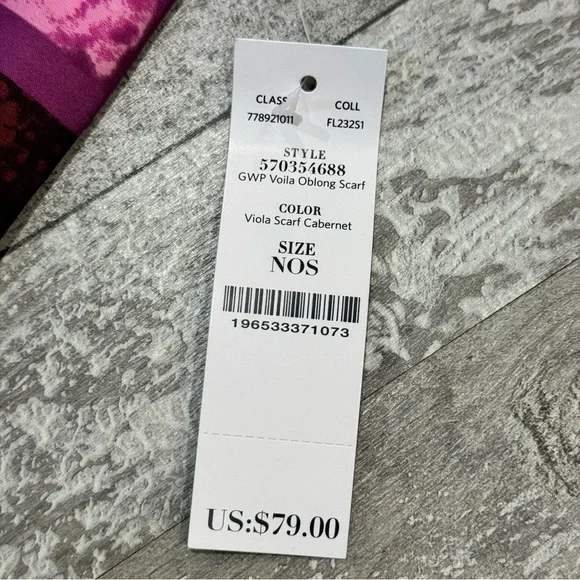 CLASS COLL
778921011 FL232S1
STYLE
570354688
GWP Voila Oblong Scarf
COLOR
Viola Scarf Cabernet
SIZE
NOS
196533371073
US:$79.00